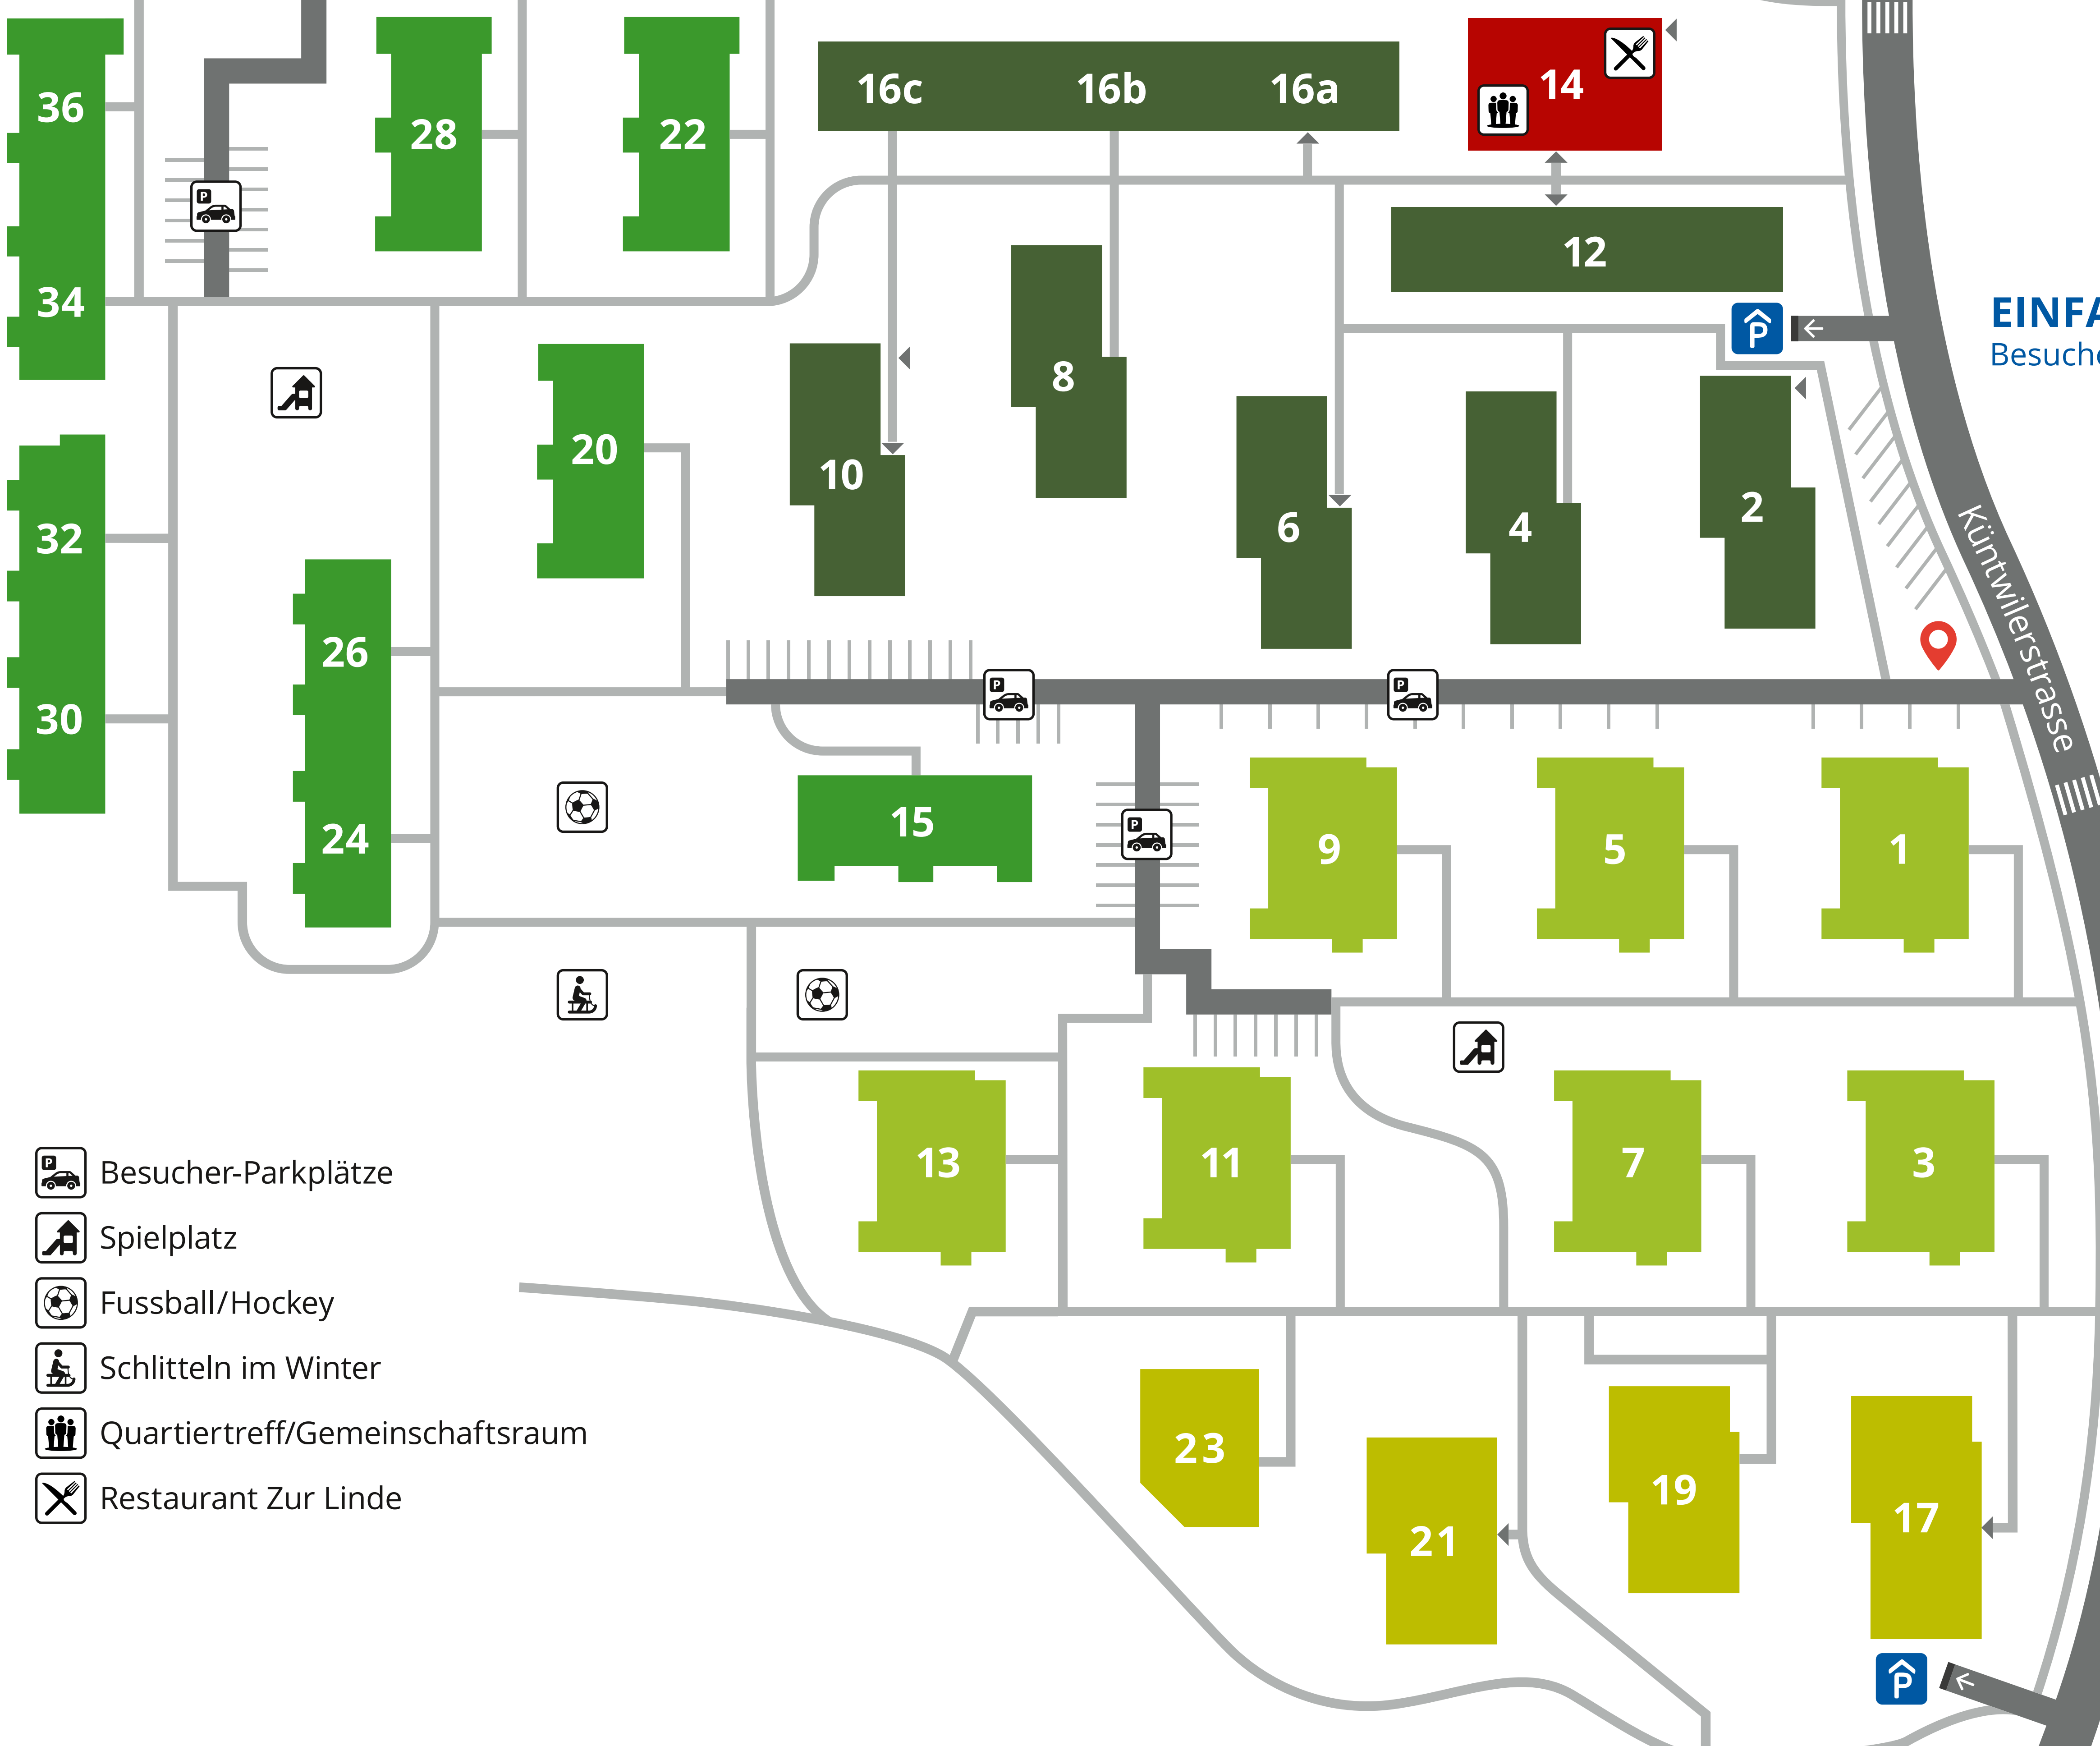 36
28
22
16c 16b 16a
14
P
34
12
8
EINFA
Besuche
P
20
10
6
4
2
32
26
30
P
P
Küntwilerstrasse
24
15
P
9
5
1
13
11
7
3
P Besucher-Parkplätze
Spielplatz
Fussball/Hockey
Schlitteln im Winter
Quartiertreff/Gemeinschaftsraum
Restaurant Zur Linde
23
21
19
17
P